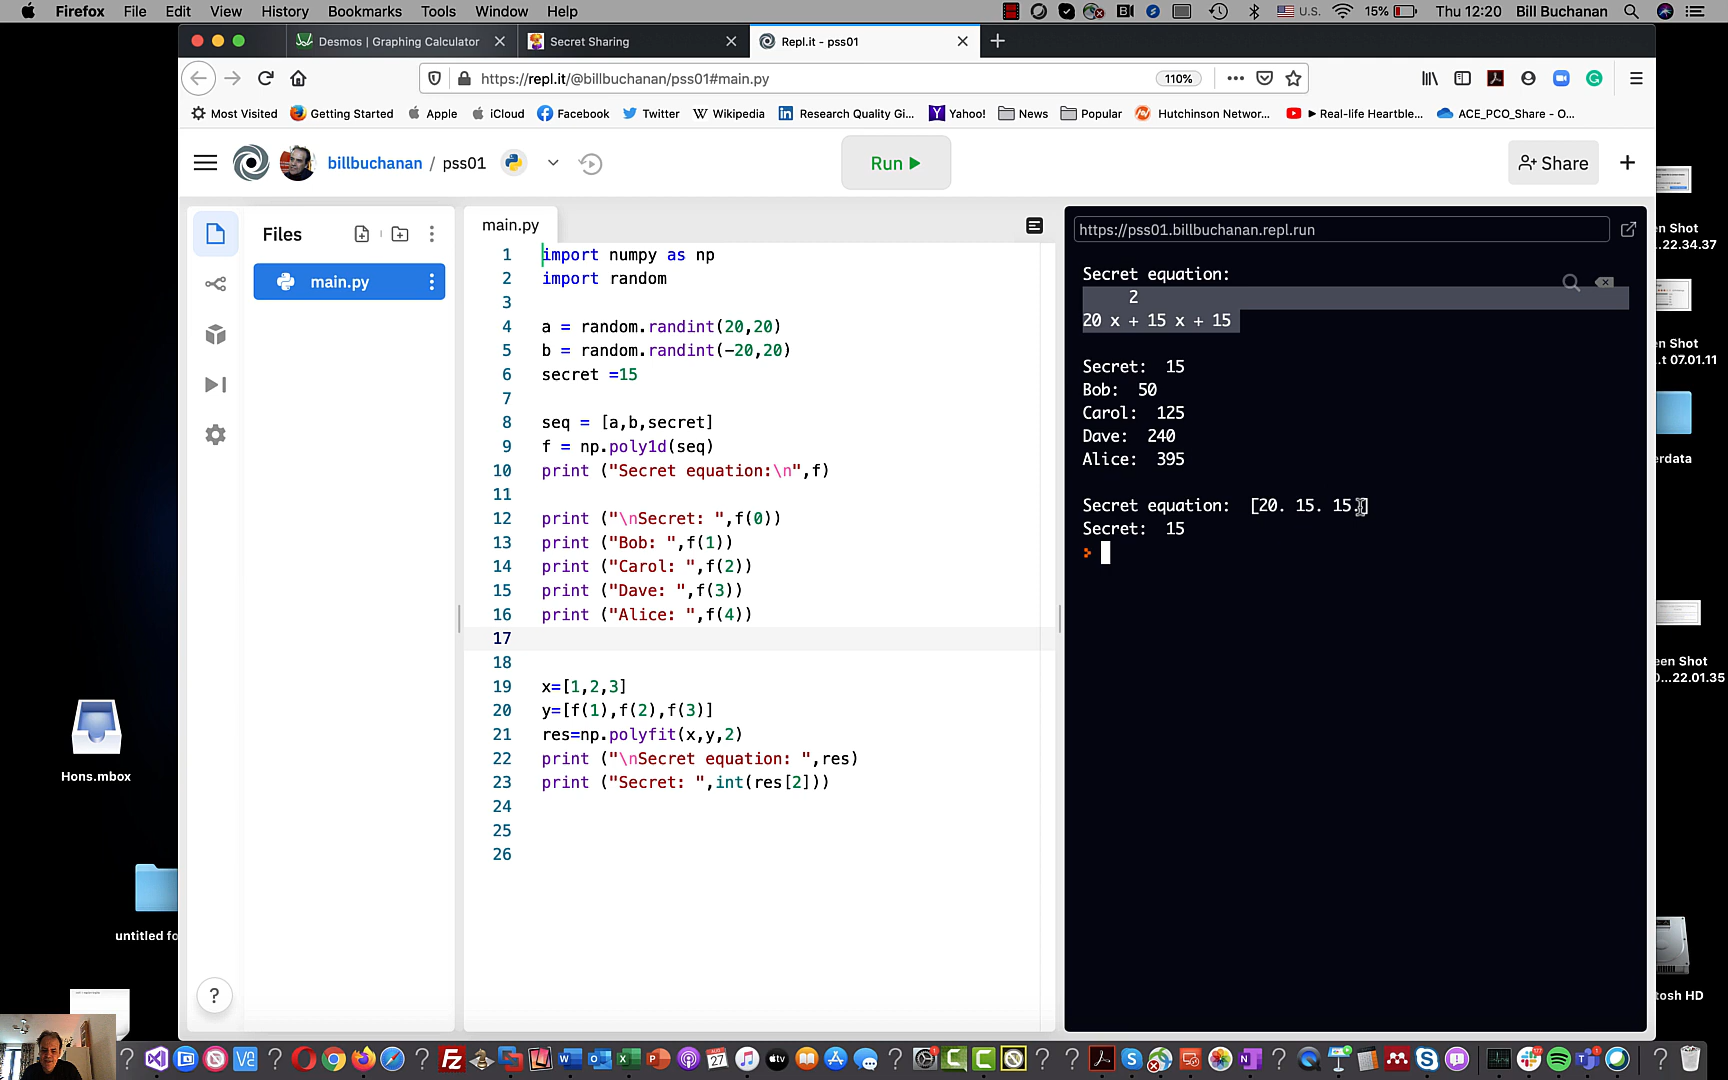 Firefox File Edit View History Bookmarks Tools Window Help U.S. 15% Thu 12:20 Bill Buchanan
Desmos | Graphing Calculator Secret Sharing Repl.it - pss01
https://repl.it/@billbuchanan/pss01#main.py 110%
Most Visited Getting Started Apple iCloud Facebook Twitter Wikipedia Research Quality Gi... Yahoo! News Popular Hutchinson Networ... ► Real-life Heartble... ACE_PCO_Share - O...
billbuchanan / pss01 Run Share
Files
main.py
main.py
1 import numpy as np
2 import random
3
4 a = random.randint(20,20)
5 b = random.randint(-20,20)
6 secret =15
7
8 seq = [a,b,secret]
9 f = np.poly1d(seq)
10 print ("Secret equation:\n",f)
11
12 print ("\nSecret: ",f(0))
13 print ("Bob: ",f(1))
14 print ("Carol: ",f(2))
15 print ("Dave: ",f(3))
16 print ("Alice: ",f(4))
17
18
19 x=[1,2,3]
20 y=[f(1),f(2),f(3)]
21 res=np.polyfit(x,y,2)
22 print ("\nSecret equation: ",res)
23 print ("Secret: ",int(res[2]))
24
25
26
https://pss01.billbuchanan.repl.run
Secret equation:
2
20 x + 15 x + 15
Secret: 15
Bob: 50
Carol: 125
Dave: 240
Alice: 395
Secret equation: [20. 15. 15.]
Secret: 15
en Shot
..22.34.37
en Shot
.t 07.01.11
erdata
een Shot
0...22.01.35
tosh HD
Hons.mbox
untitled fo
?